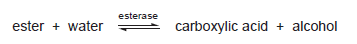 esterase
ester + water ⇌ carboxylic acid + alcohol